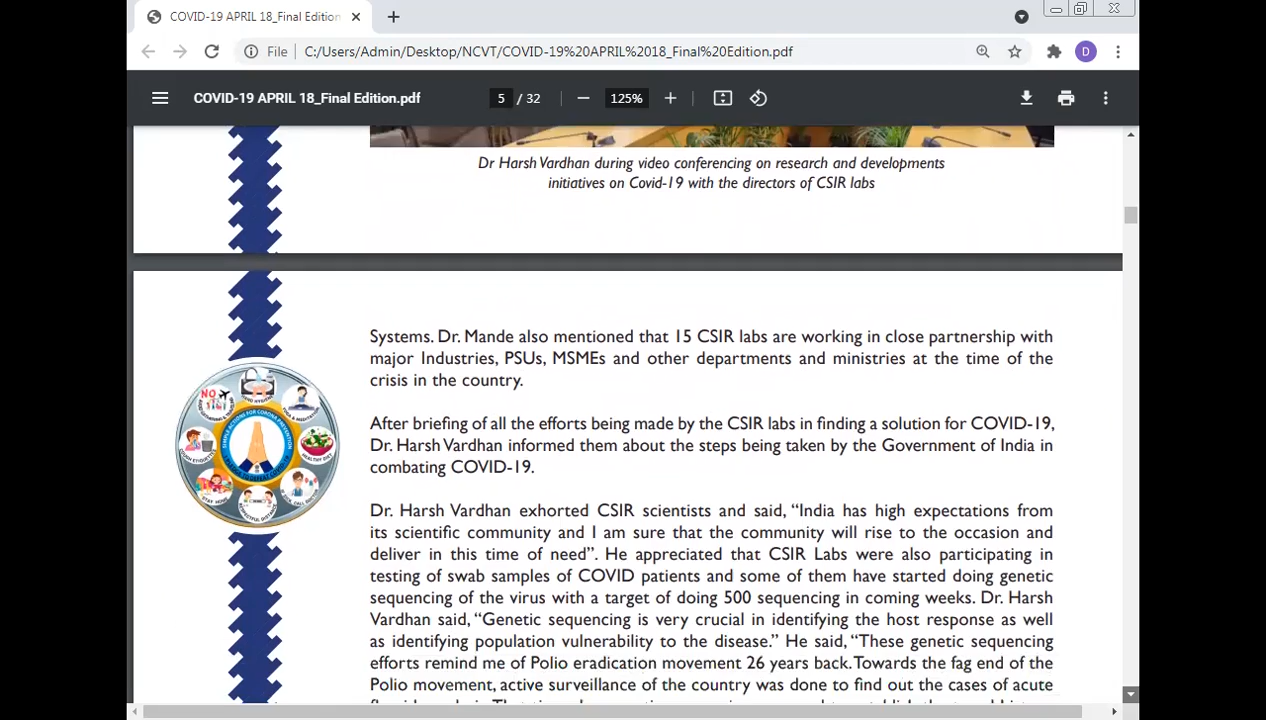 COVID-19 APRIL 18_Final Edition
File
C:/Users/Admin/Desktop/NCVT/COVID-19%20APRIL%2018_Final%20Edition.pdf
D
COVID-19 APRIL 18_Final Edition.pdf
5 / 32
125%
Dr Harsh Vardhan during video conferencing on research and developments
initiatives on Covid-19 with the directors of CSIR labs
Systems. Dr. Mande also mentioned that 15 CSIR labs are working in close partnership with
major Industries, PSUs, MSMEs and other departments and ministries at the time of the
crisis in the country.
After briefing of all the efforts being made by the CSIR labs in finding a solution for COVID-19,
Dr. Harsh Vardhan informed them about the steps being taken by the Government of India in
combating COVID-19.
Dr. Harsh Vardhan exhorted CSIR scientists and said, “India has high expectations from
its scientific community and I am sure that the community will rise to the occasion and
deliver in this time of need”. He appreciated that CSIR Labs were also participating in
testing of swab samples of COVID patients and some of them have started doing genetic
sequencing of the virus with a target of doing 500 sequencing in coming weeks. Dr. Harsh
Vardhan said, “Genetic sequencing is very crucial in identifying the host response as well
as identifying population vulnerability to the disease.” He said, “These genetic sequencing
efforts remind me of Polio eradication movement 26 years back. Towards the fag end of the
Polio movement, active surveillance of the country was done to find out the cases of acute
NO
HEALTHY DIET
STAY HOME
RESPECTFUL DISTANCE